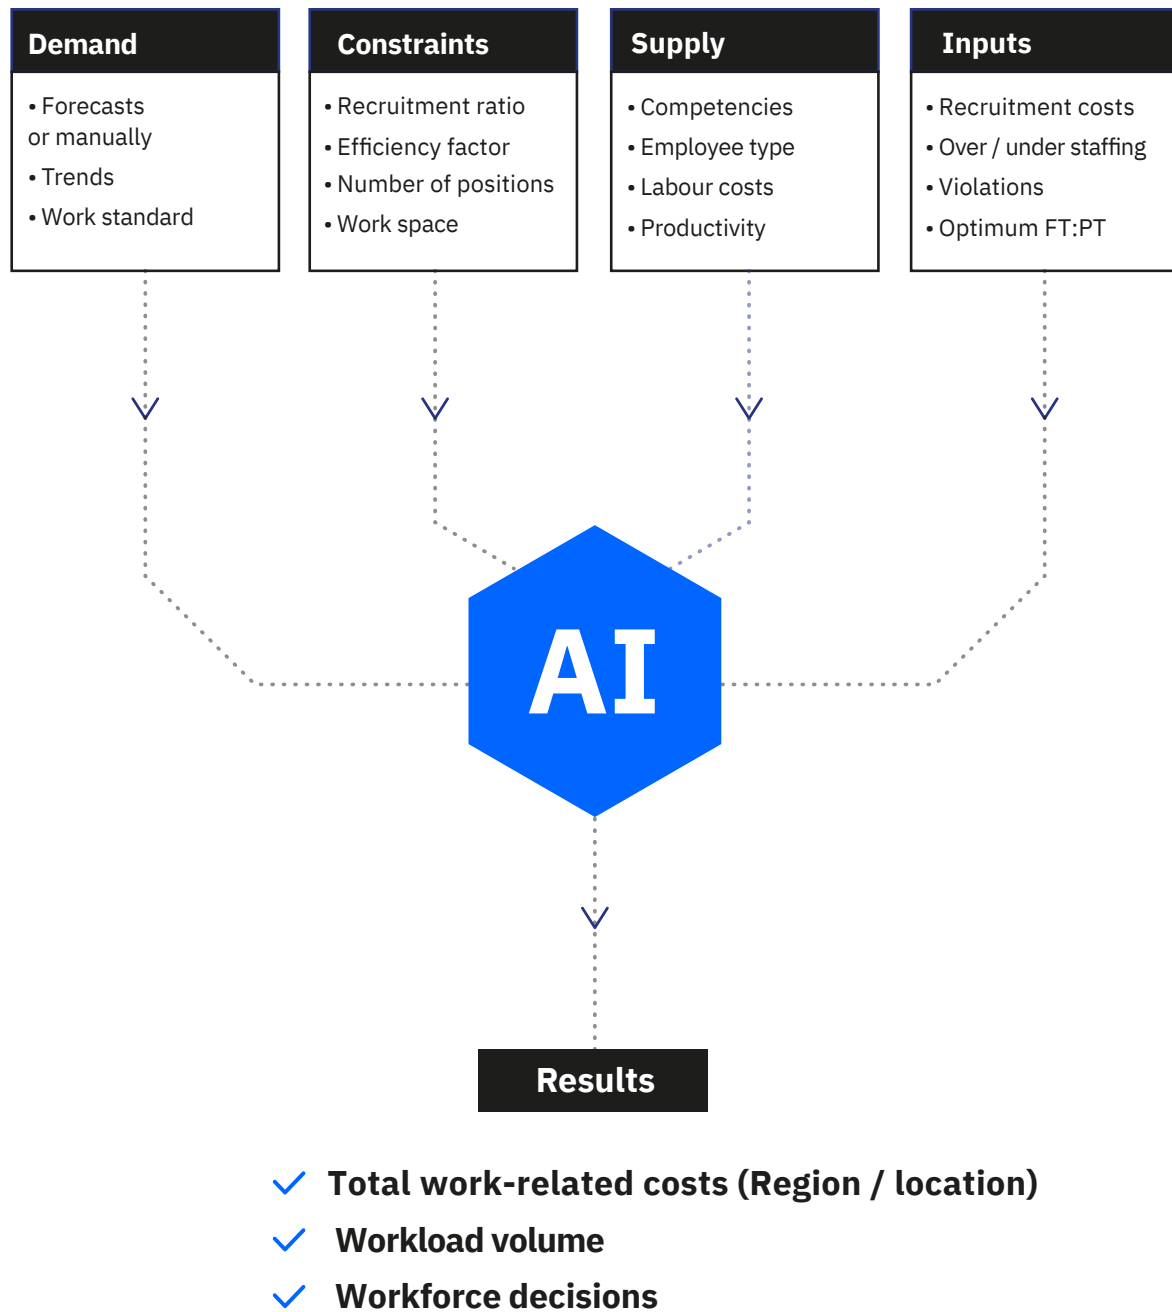 Demand
• Forecasts
or manually
• Trends
• Work standard
Constraints
• Recruitment ratio
• Efficiency factor
• Number of positions
• Work space
Supply
• Competencies
• Employee type
• Labour costs
• Productivity
Inputs
• Recruitment costs
• Over / under staffing
• Violations
• Optimum FT:PT
AI
Results
Total work-related costs (Region / location)
Workload volume
Workforce decisions